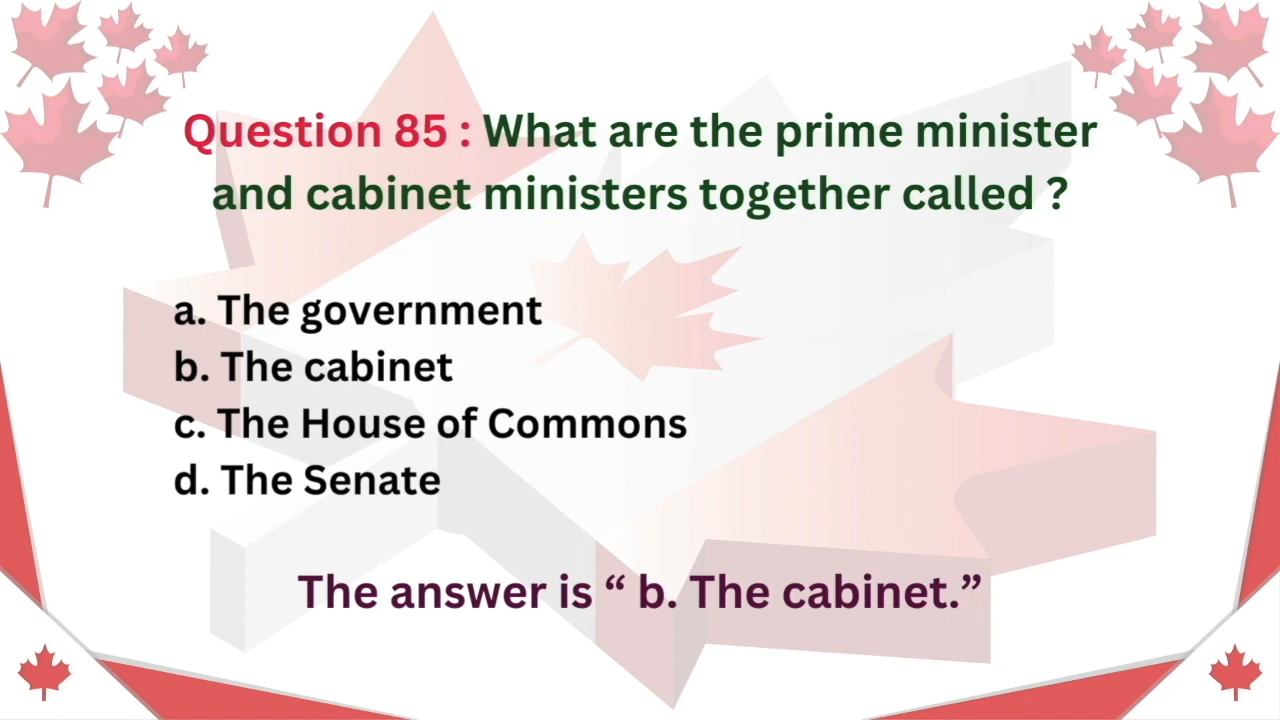 Question 85 : What are the prime minister
and cabinet ministers together called ?
a. The government
b. The cabinet
c. The House of Commons
d. The Senate
The answer is “ b. The cabinet.”